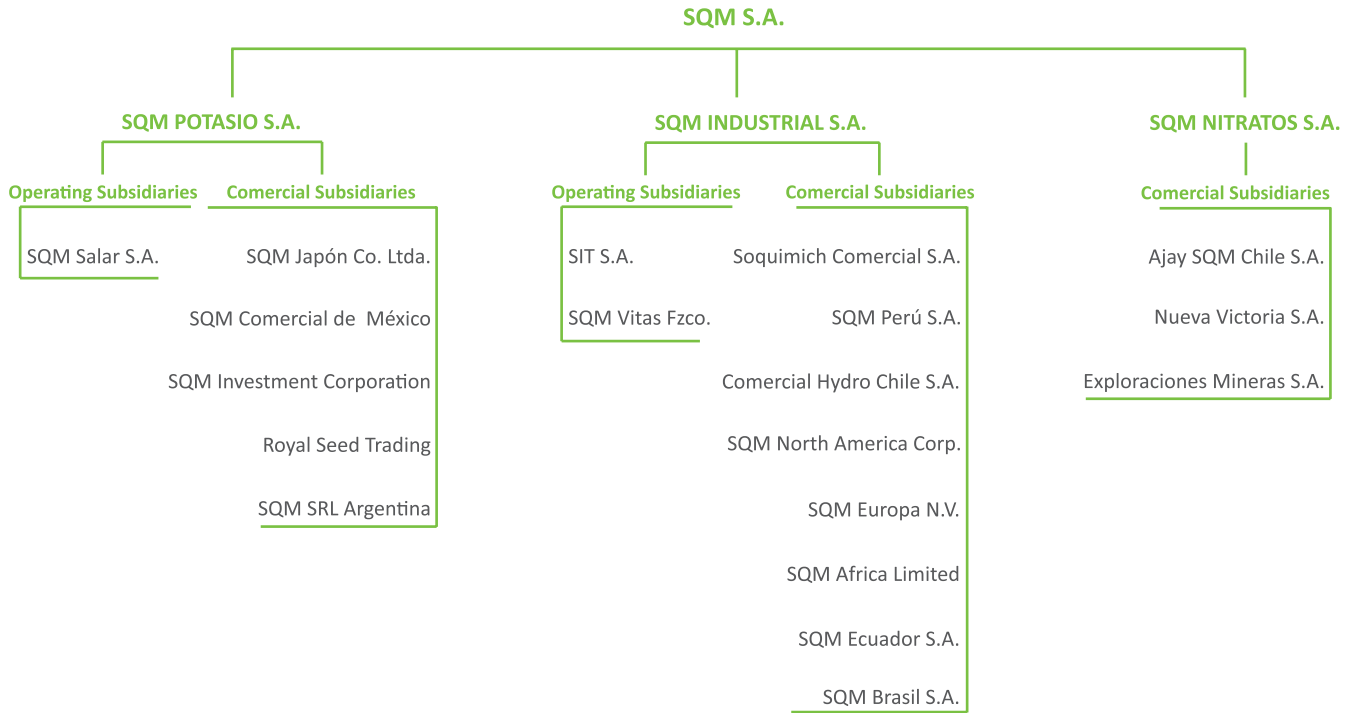 SQM S.A.
SQM POTASIO S.A.
Operating Subsidiaries
SQM Salar S.A.
Comercial Subsidiaries
SQM Japón Co. Ltda.
SQM Comercial de México
SQM Investment Corporation
Royal Seed Trading
SQM SRL Argentina
SQM INDUSTRIAL S.A.
Operating Subsidiaries
SIT S.A.
SQM Vitas Fzco.
Comercial Subsidiaries
Soquimich Comercial S.A.
SQM Perú S.A.
Comercial Hydro Chile S.A.
SQM North America Corp.
SQM Europa N.V.
SQM Africa Limited
SQM Ecuador S.A.
SQM Brasil S.A.
SQM NITRATOS S.A.
Comercial Subsidiaries
Ajay SQM Chile S.A.
Nueva Victoria S.A.
Exploraciones Mineras S.A.